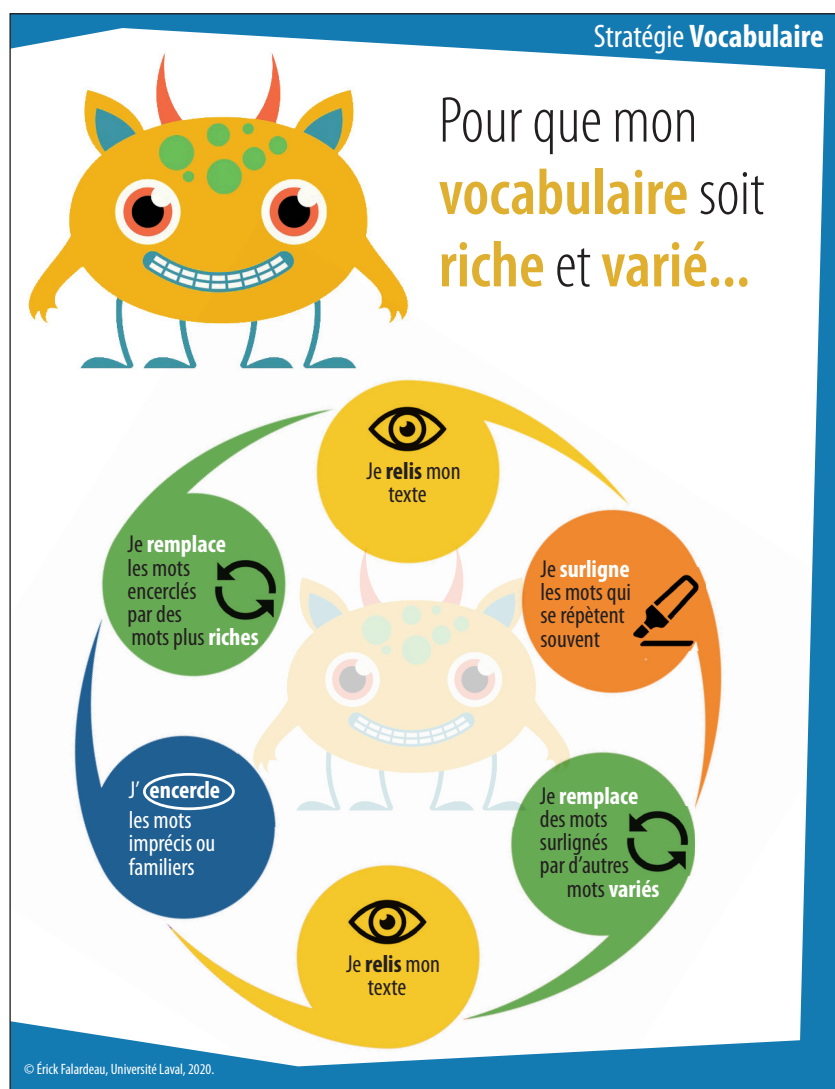 Stratégie Vocabulaire
Pour que mon
vocabulaire soit
riche et varié...
Je relis mon
texte
Je surligne
les mots qui
se répètent
souvent
Je remplace
des mots
surlignés
par d'autres
mots variés
Je relis mon
texte
J' encercle
les mots
imprécis ou
familiers
Je remplace
les mots
encerclés
par des
mots plus riches
© Érick Falardeau, Université Laval, 2020.